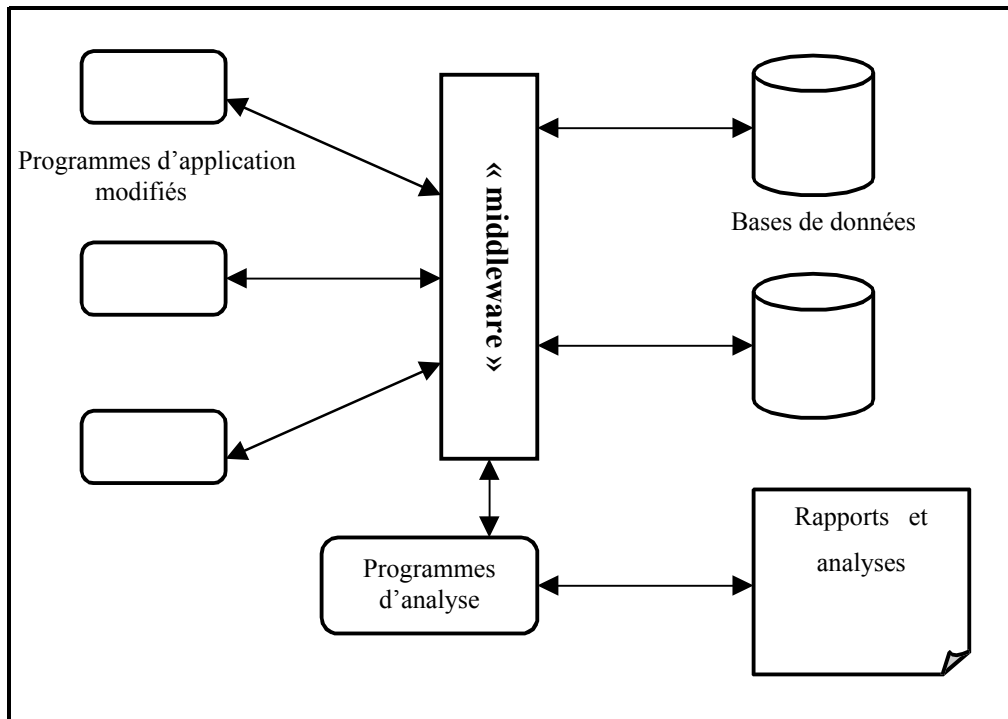 Programmes d’application
modifiés
« middleware »
Bases de données
Programmes
d’analyse
Rapports et
analyses